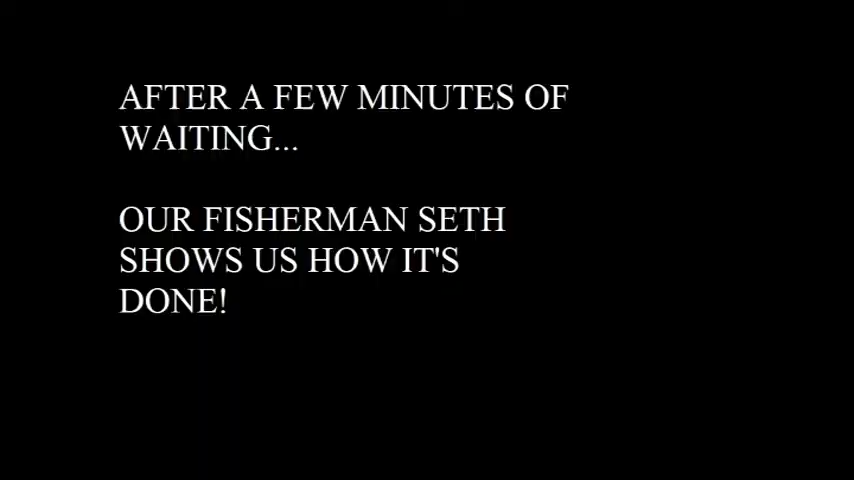 AFTER A FEW MINUTES OF
WAITING...
OUR FISHERMAN SETH
SHOWS US HOW IT'S
DONE!